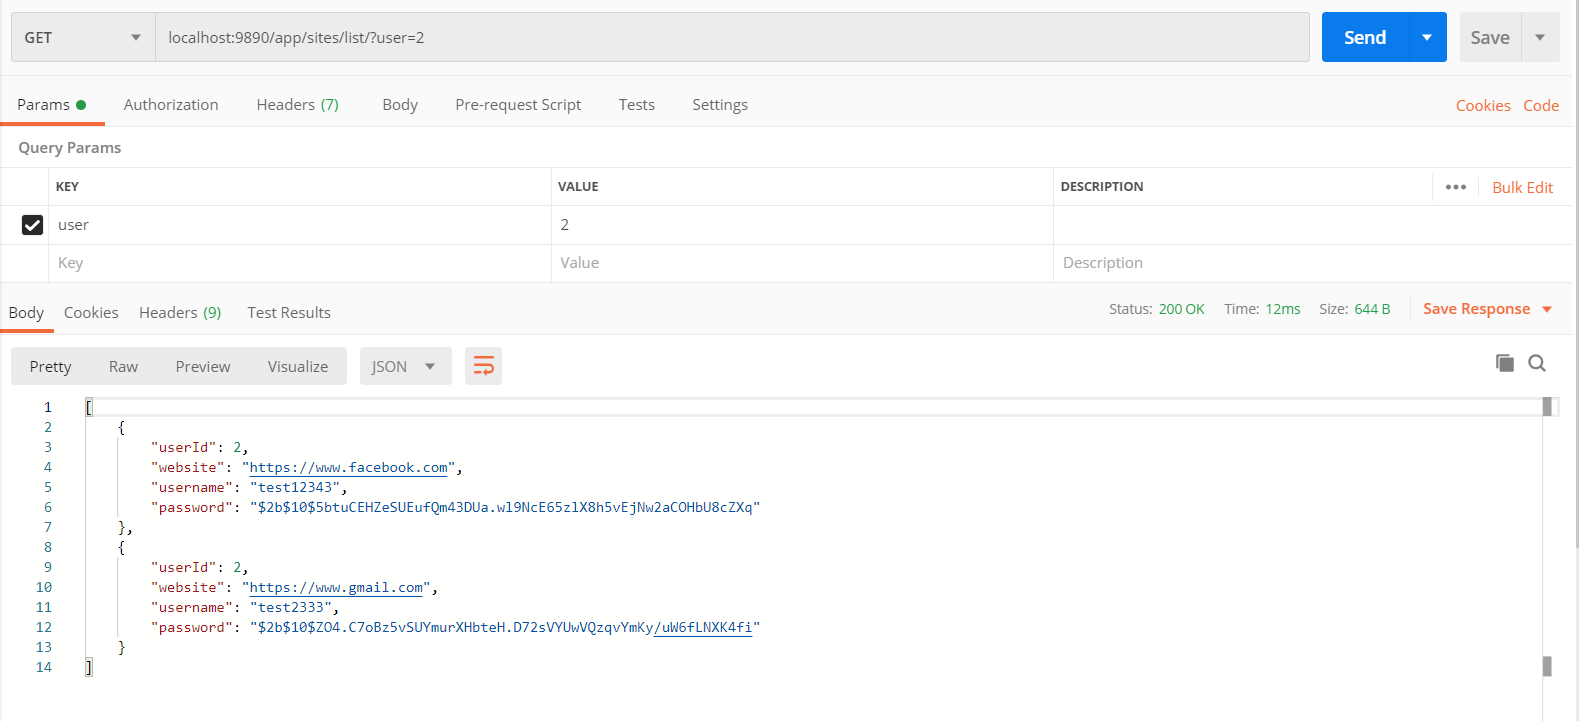 GET localhost:9890/app/sites/list/?user=2 Send Save
Params Authorization Headers (7) Body Pre-request Script Tests Settings Cookies Code
Query Params
KEY VALUE DESCRIPTION ••• Bulk Edit
user 2
Key Value Description
Body Cookies Headers (9) Test Results Status: 200 OK Time: 12ms Size: 644 B Save Response
Pretty Raw Preview Visualize JSON
1 [
2 {
3 "userId": 2,
4 "website": "https://www.facebook.com",
5 "username": "test12343",
6 "password": "$2b$10$5btuCEHZeSUEufQm43DUa.wl9NcE65zlX8h5vEjNw2aCOHbU8cZXq"
7 },
8 {
9 "userId": 2,
10 "website": "https://www.gmail.com",
11 "username": "test2333",
12 "password": "$2b$10$ZO4.C7oBz5vSUYmurXHbteH.D72sVYUwVQzqvYmKy/uW6fLNXK4fi"
13 }
14 ]